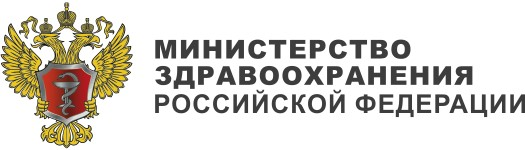 МИНИСТЕРСТВО
ЗДРАВООХРАНЕНИЯ
РОССИЙСКОЙ ФЕДЕРАЦИИ